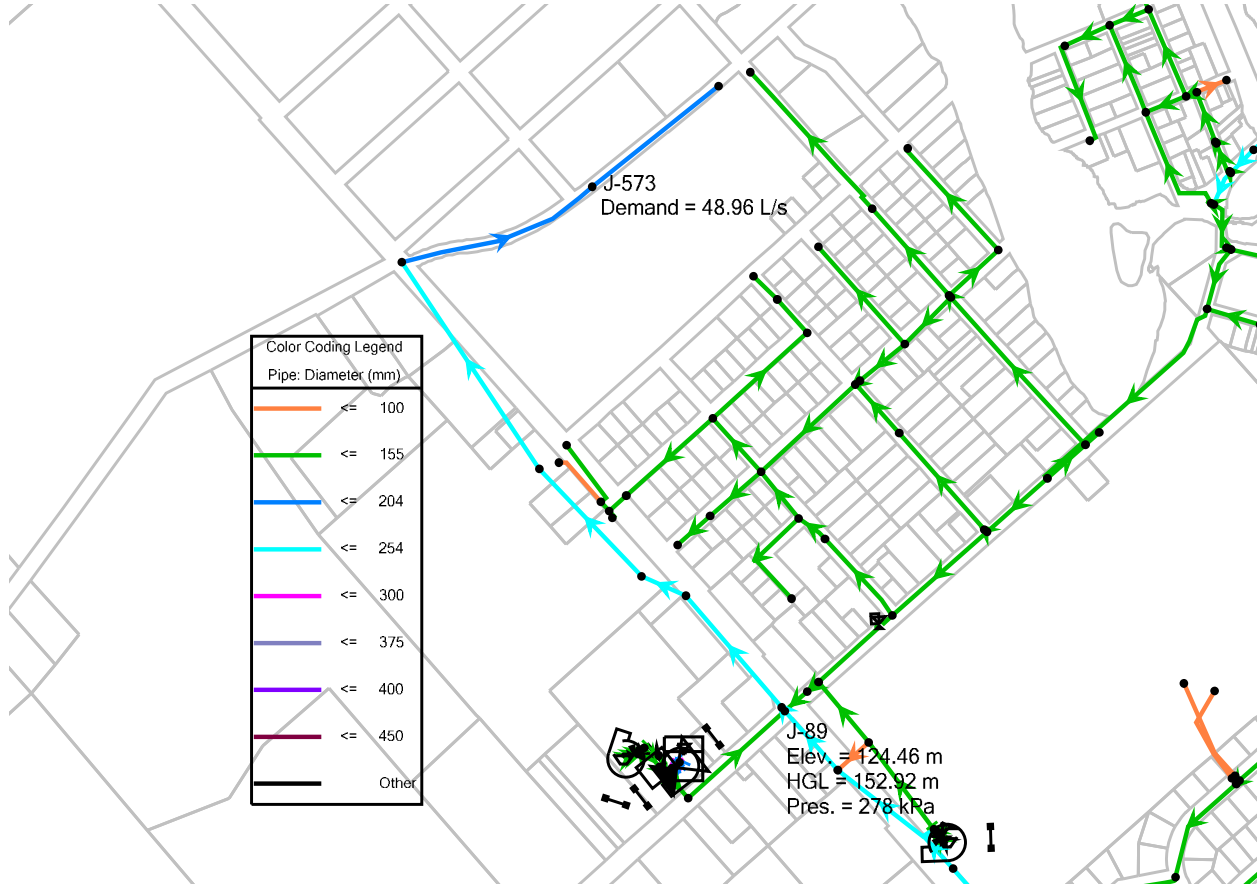 J-573
Demand = 48.96 L/s
Color Coding Legend
Pipe: Diameter (mm)
<= 100
<= 155
<= 204
<= 254
<= 300
<= 375
<= 400
<= 450
Other
J-89
Elev. = 124.46 m
HGL = 152.92 m
Pres. = 278 kPa